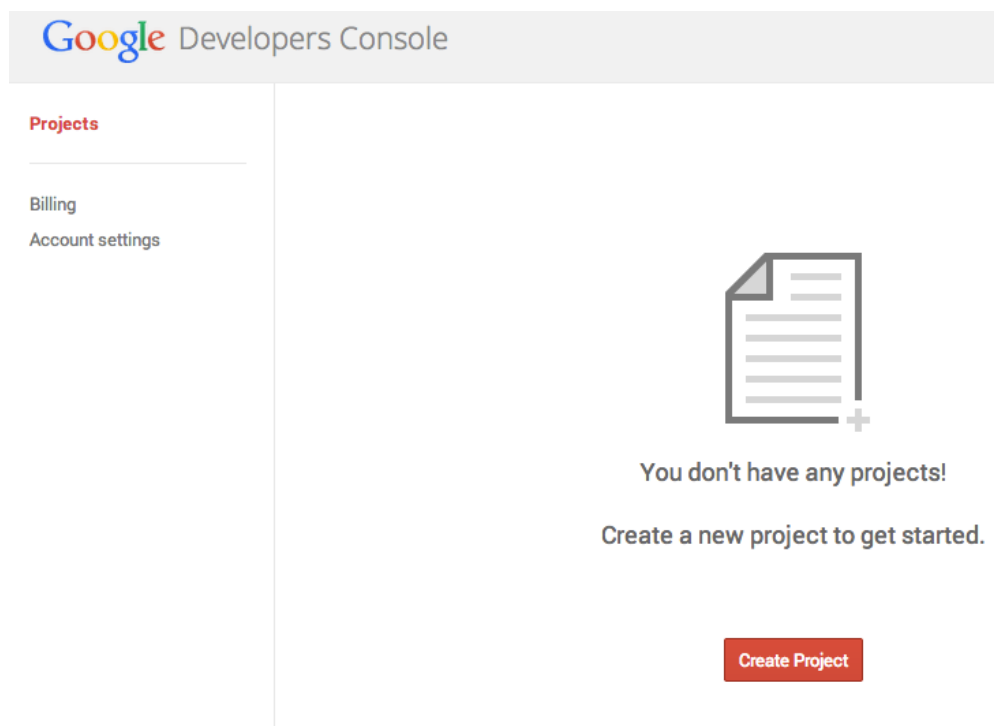 Google Developers Console
Projects
Billing
Account settings
You don't have any projects!
Create a new project to get started.
Create Project